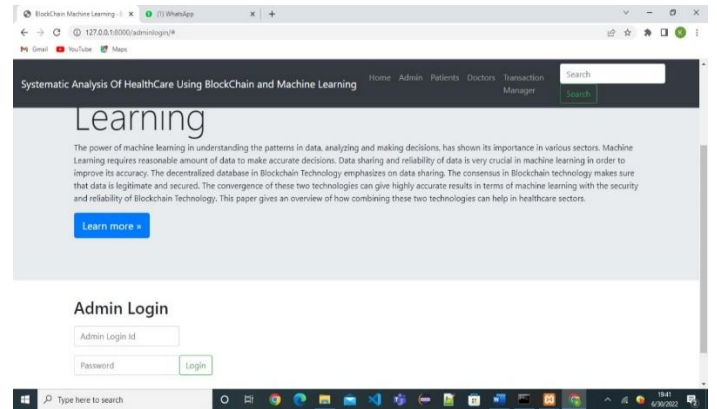 BlockChain Machine Learning - 
(1) WhatsApp
127.0.0.1:8000/adminlogin/#
Gmail YouTube Maps
Systematic Analysis Of HealthCare Using BlockChain and Machine Learning
Home Admin Patients Doctors Transaction Manager
Search
Search
Learning
The power of machine learning in understanding the patterns in data, analyzing and making decisions, has shown its importance in various sectors. Machine
Learning requires reasonable amount of data to make accurate decisions. Data sharing and reliability of data is very crucial in machine learning in order to
improve its accuracy. The decentralized database in Blockchain Technology emphasizes on data sharing. The consensus in Blockchain technology makes sure
that data is legitimate and secured. The convergence of these two technologies can give highly accurate results in terms of machine learning with the security
and reliability of Blockchain Technology. This paper gives an overview of how combining these two technologies can help in healthcare sectors.
Learn more »
Admin Login
Admin Login Id
Password
Login
Type here to search
19:41
6/30/2022